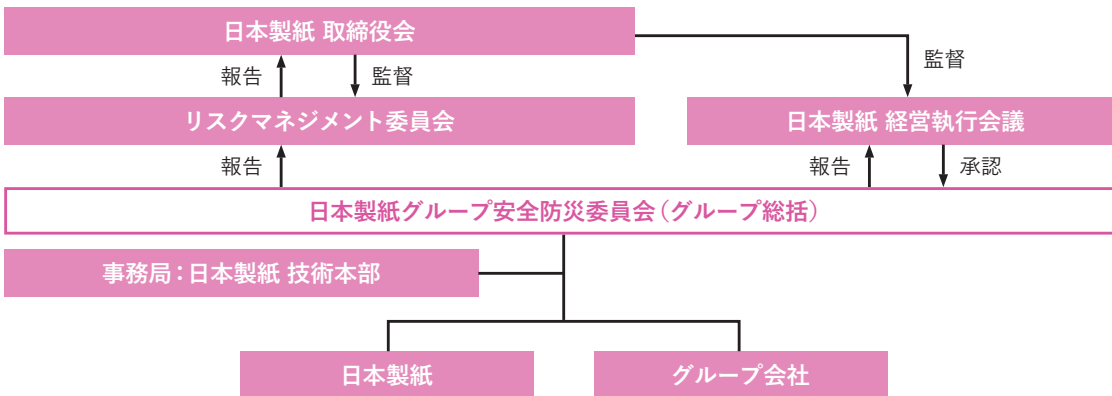 日本製紙 取締役会
監督
報告
監督
リスクマネジメント委員会
日本製紙 経営執行会議
報告
報告
承認
日本製紙グループ安全防災委員会（グループ総括）
事務局：日本製紙 技術本部
日本製紙
グループ会社